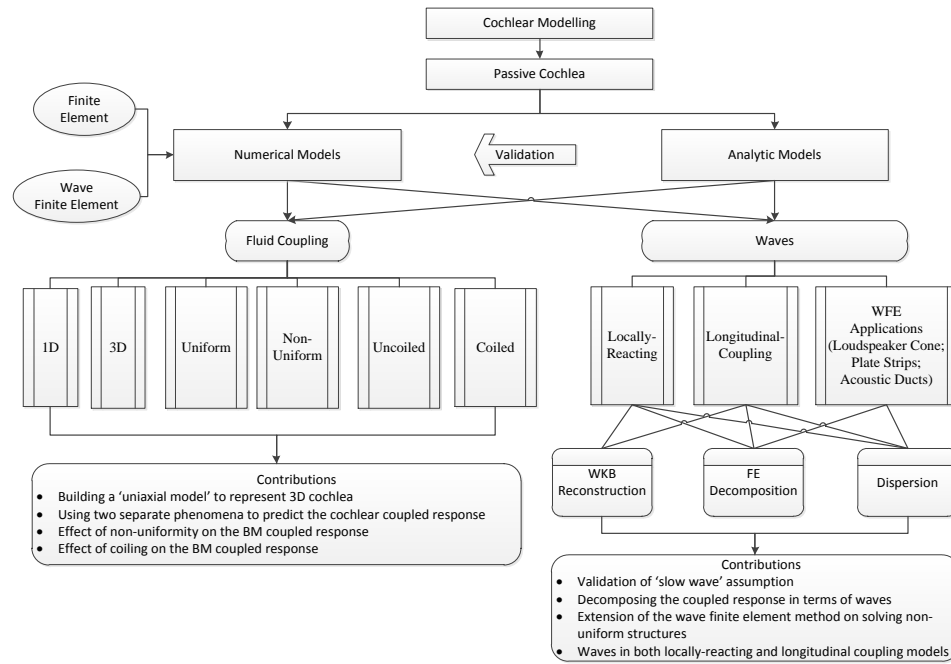 Cochlear Modelling
Passive Cochlea
Finite
Element
Wave
Finite Element
Numerical Models
Validation
Analytic Models
Fluid Coupling
Waves
1D
3D
Uniform
Non-
Uniform
Uncoiled
Coiled
Locally-
Reacting
Longitudinal-
Coupling
WFE
Applications
(Loudspeaker Cone;
Plate Strips;
Acoustic Ducts)
WKB
Reconstruction
FE
Decomposition
Dispersion
Contributions
• Building a ‘uniaxial model’ to represent 3D cochlea
• Using two separate phenomena to predict the cochlear coupled response
• Effect of non-uniformity on the BM coupled response
• Effect of coiling on the BM coupled response
Contributions
• Validation of ‘slow wave’ assumption
• Decomposing the coupled response in terms of waves
• Extension of the wave finite element method on solving non-
uniform structures
• Waves in both locally-reacting and longitudinal coupling models